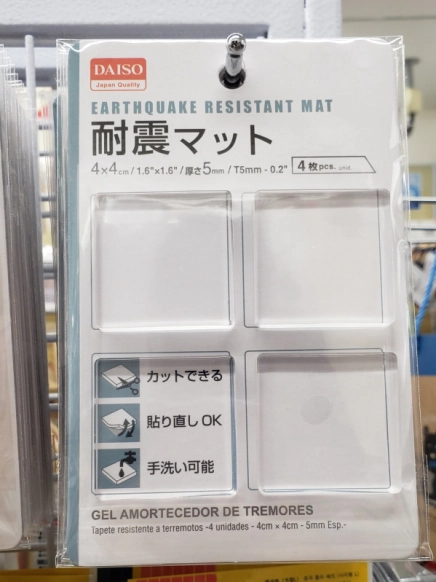 DAISO
Japan Quality
EARTHQUAKE RESISTANT MAT
耐震マット
4×4cm / 1.6"×1.6" / 厚さ5mm / T5mm - 0.2" 4枚pcs. unid.
カットできる
貼り直しOK
手洗い可能
GEL AMORTECEDOR DE TREMORES
Tapete resistente a terremotos -4 unidades - 4cm × 4cm - 5mm Esp.-